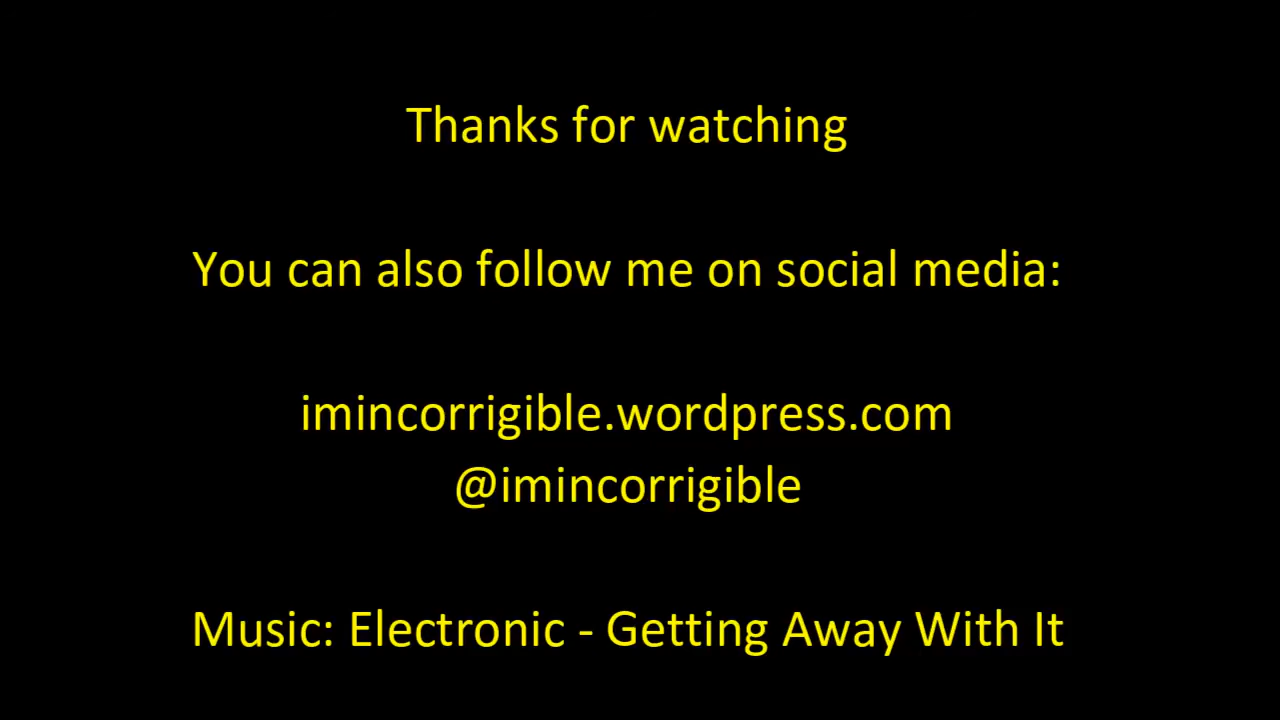 Thanks for watching
You can also follow me on social media:
imincorrigible.wordpress.com
@imincorrigible
Music: Electronic - Getting Away With It